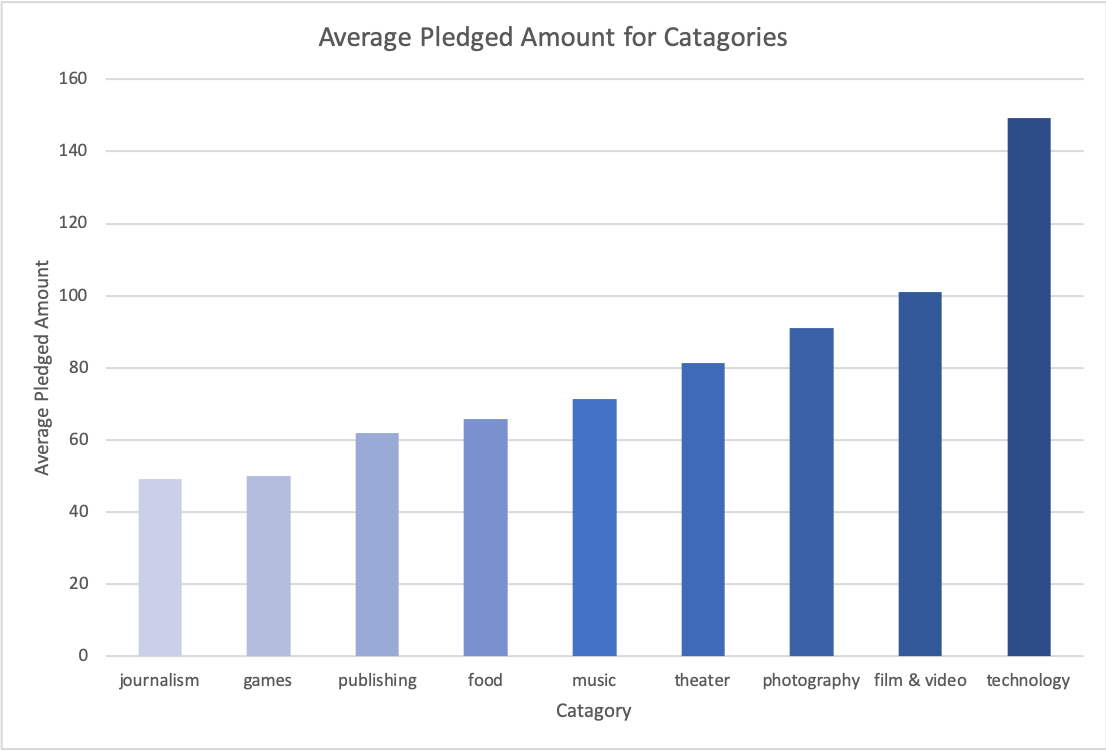 Average Pledged Amount for Catagories
160
140
120
100
80
60
40
20
0
Average Pledged Amount
journalism games publishing food music theater photography film & video technology
Catagory